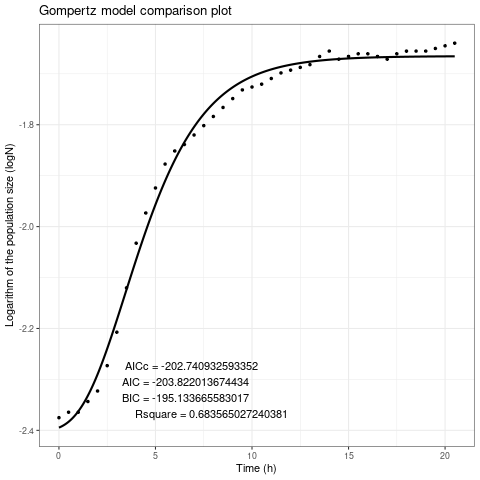 Gompertz model comparison plot
Logarithm of the population size (logN)
-1.8
-2.0
-2.2
-2.4
AICc = -202.740932593352
AIC = -203.822013674434
BIC = -195.133665583017
Rsquare = 0.683565027240381
0 5 10 15 20
Time (h)